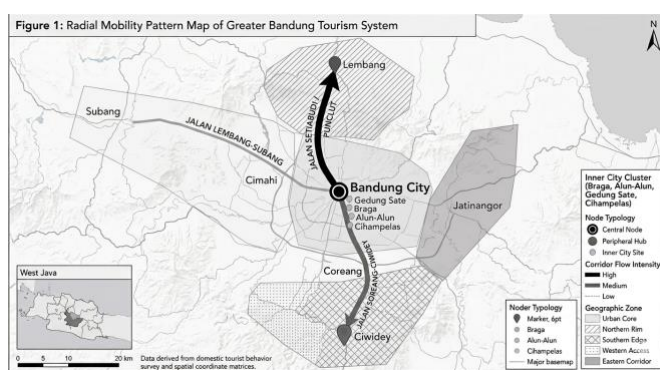 Figure 1: Radial Mobility Pattern Map of Greater Bandung Tourism System
N
Lembang
JALAN SETIABUDI /
PUNCLUT
Subang
JALAN LEMBANG-SUBANG
Cimahi
Bandung City
Gedung Sate
Braga
Alun-Alun
Cihampelas
Jatinangor
Coreang
JALAN SOREANG-CIWIDEY
Ciwidey
West Java
0 5 10 20 km
Data derived from domestic tourist behavior
survey and spatial coordinate matrices.
Noder Typology
Marker, 6pt
Braga
Alun-Alun
Cihampelas
Major basemap
Inner City Cluster
(Braga, Alun-Alun,
Gedung Sate,
Cihampelas)
Node Typology
Central Node
Peripheral Hub
Inner City Site
Corridor Flow Intensity
High
Medium
Low
Geographic Zone
Urban Core
Northern Rim
Southern Edge
Western Access
Eastern Corridor